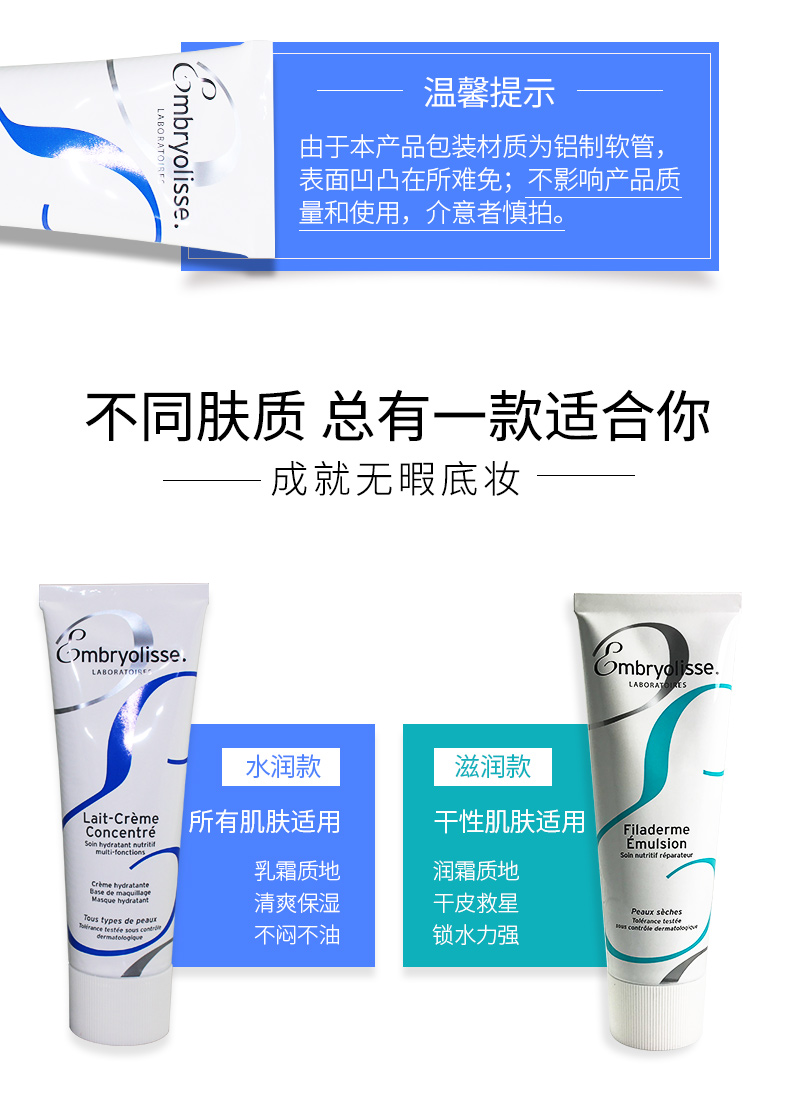 温馨提示
由于本产品包装材质为铝制软管，
表面凹凸在所难免；不影响产品质
量和使用，介意者慎拍。
Embryolisse.
LABORATOIRES
不同肤质 总有一款适合你
成就无暇底妆
Embryolisse.
LABORATOIRES
Lait-Crème
Concentré
Soin hydratant nutritif
multi-fonctions
Crème hydratante
Base de maquillage
Masque hydratant
Tous types de peaux
Tolérance testée sous contrôle
dermatologique
水润款
所有肌肤适用
乳霜质地
清爽保湿
不闷不油
滋润款
干性肌肤适用
润霜质地
干皮救星
锁水力强
Embryolisse.
LABORATOIRES
Filaderme
Émulsion
Soin nutritif réparateur
Peaux sèches
Tolérance testée
sous contrôle dermatologique